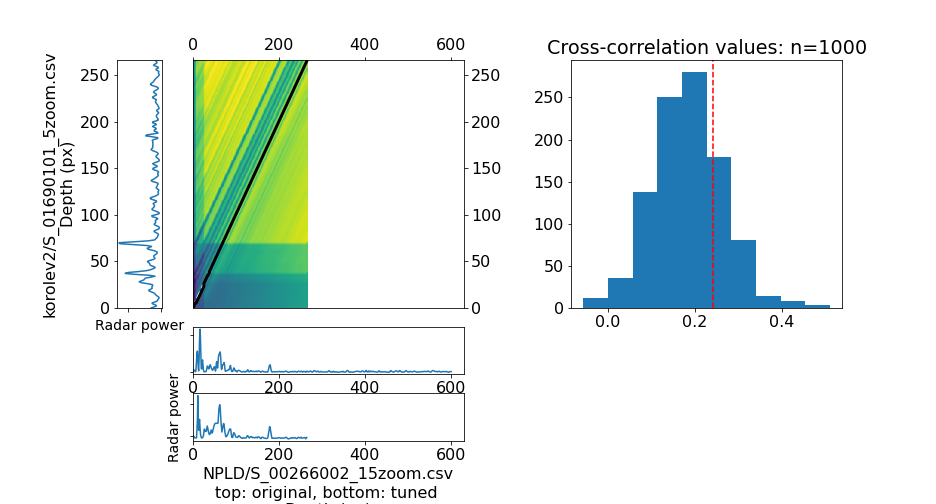 0 200 400 600
korolev2/S_01690101_5zoom.csv
Depth (px)
250
200
150
100
50
0
250
200
150
100
50
0
Radar power
0 200 400 600
Radar power
0 200 400 600
NPLD/S_00266002_15zoom.csv
top: original, bottom: tuned
Cross-correlation values: n=1000
250
200
150
100
50
0
0.0 0.2 0.4